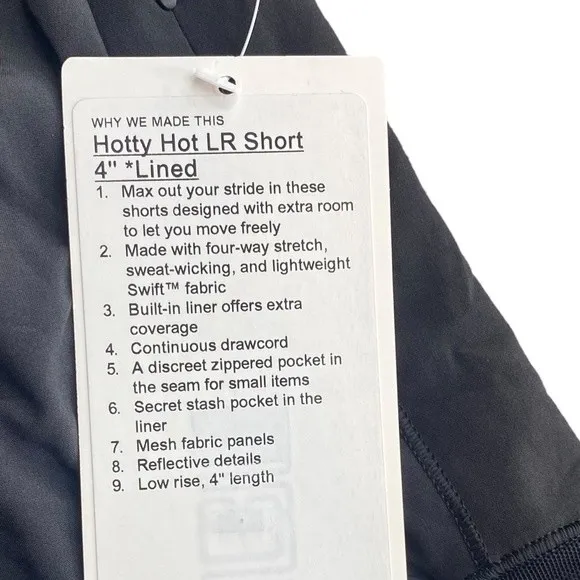 WHY WE MADE THIS
Hotty Hot LR Short
4" *Lined
1. Max out your stride in these
shorts designed with extra room
to let you move freely
2. Made with four-way stretch,
sweat-wicking, and lightweight
Swift™ fabric
3. Built-in liner offers extra
coverage
4. Continuous drawcord
5. A discreet zippered pocket in
the seam for small items
6. Secret stash pocket in the
liner
7. Mesh fabric panels
8. Reflective details
9. Low rise, 4" length